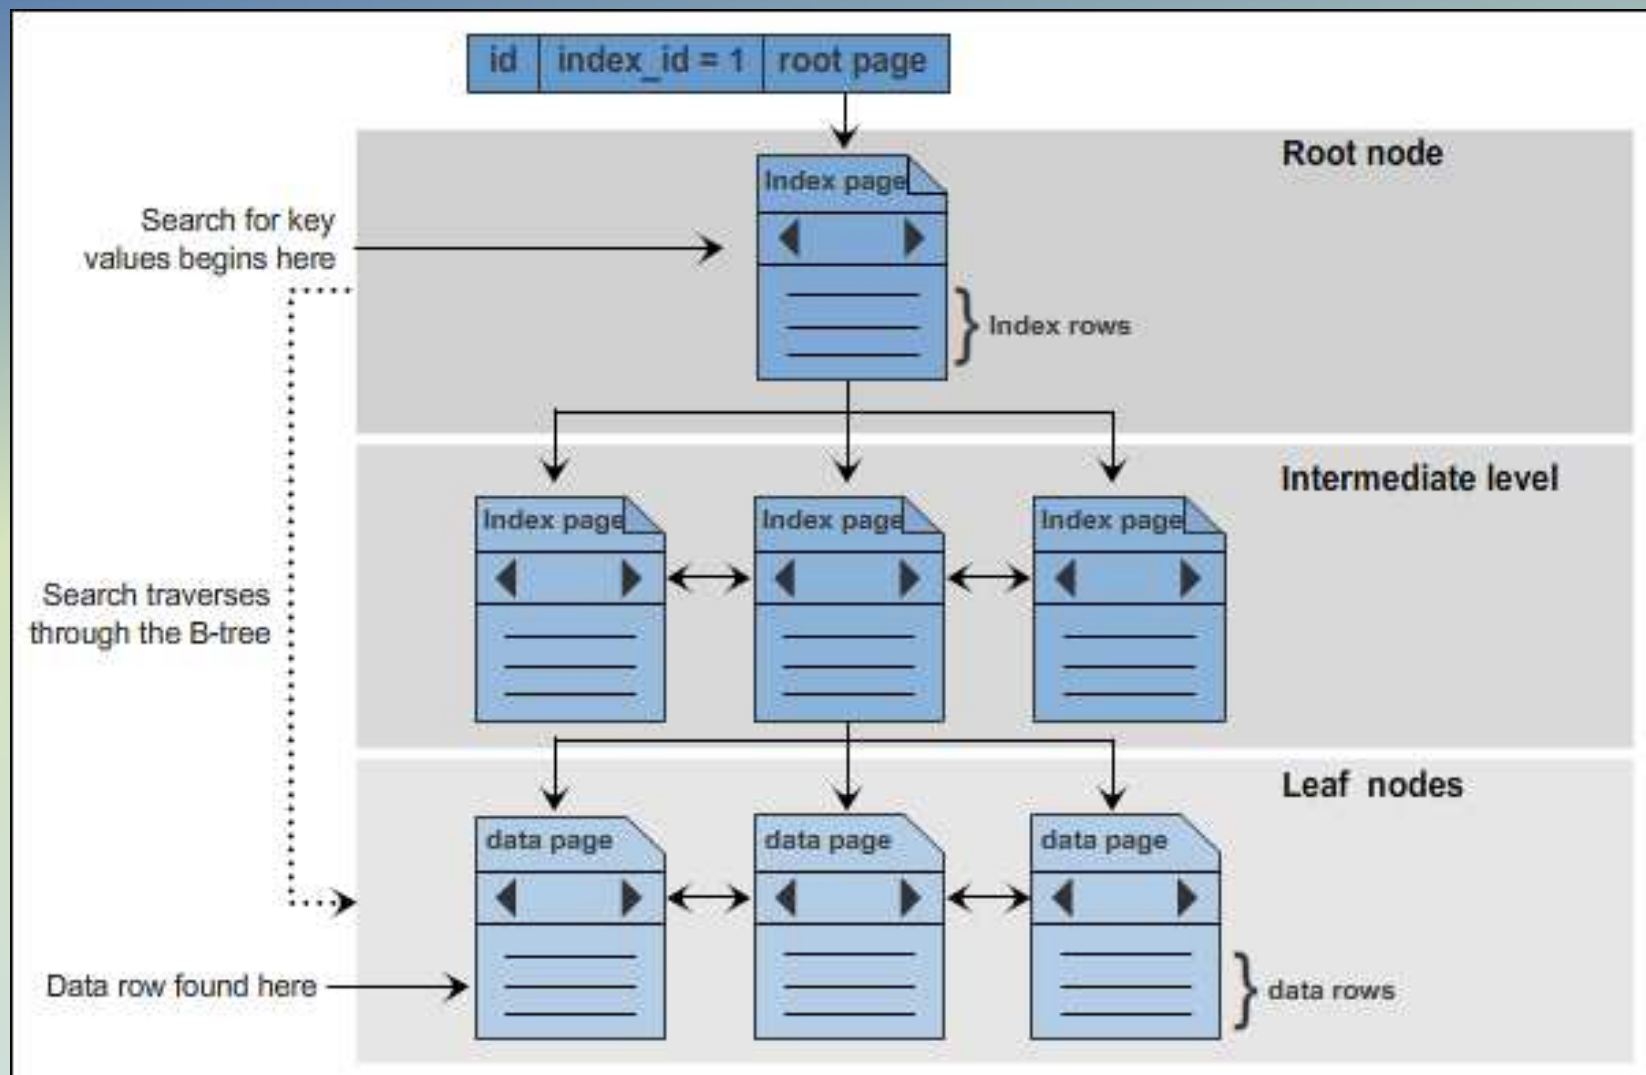 id index_id = 1 root page
Root node
Index page
Search for key
values begins here
Index rows
Intermediate level
Index page Index page Index page
Search traverses
through the B-tree
Leaf nodes
data page data page data page
Data row found here
data rows